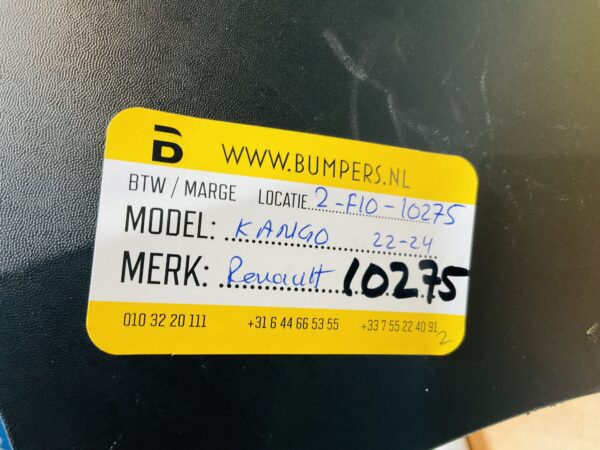 B WWW.BUMPERS.NL
BTW / MARGE LOCATIE 2-F10-10275
MODEL: KANGO 22-24
MERK: Renault 10275
010 32 20 111 +31 6 44 66 53 55 +33 7 55 22 40 91
2